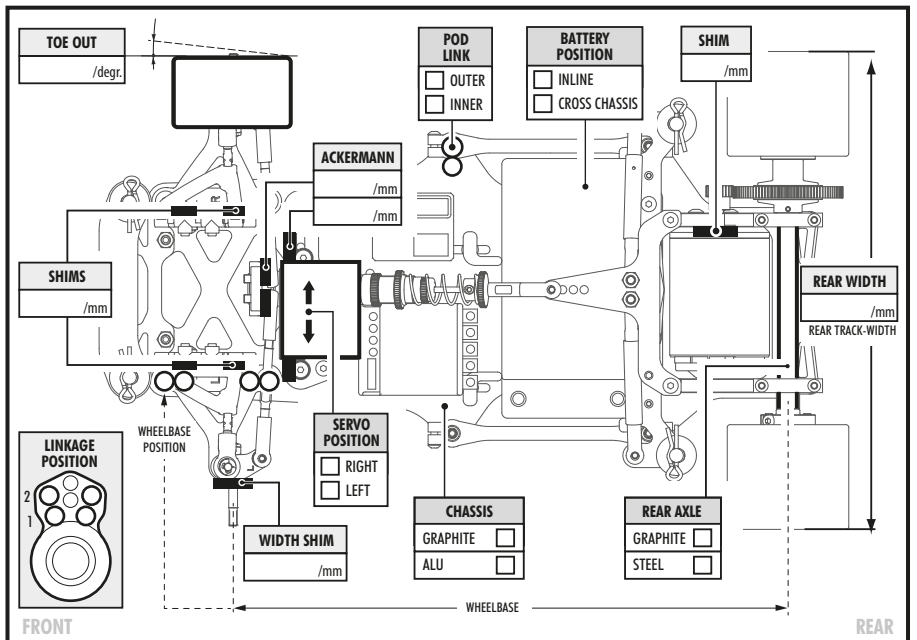 TOE OUT
/degr.
POD
LINK
OUTER
INNER
BATTERY
POSITION
INLINE
CROSS CHASSIS
SHIM
/mm
ACKERMANN
/mm
/mm
SHIMS
/mm
REAR WIDTH
/mm
REAR TRACK-WIDTH
WHEELBASE
POSITION
SERVO
POSITION
RIGHT
LEFT
LINKAGE
POSITION
2
1
WIDTH SHIM
/mm
CHASSIS
GRAPHITE
ALU
REAR AXLE
GRAPHITE
STEEL
WHEELBASE
FRONT
REAR